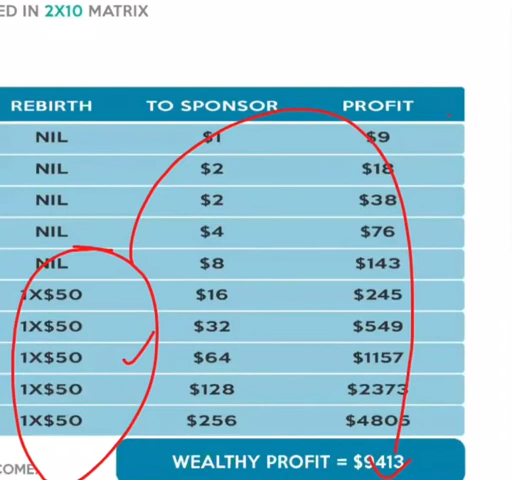 ED IN 2X10 MATRIX
REBIRTH TO SPONSOR PROFIT
NIL $1 $9
NIL $2 $18
NIL $2 $38
NIL $4 $76
NIL $8 $143
1X$50 $16 $245
1X$50 $32 $549
1X$50 $64 $1157
1X$50 $128 $2373
1X$50 $256 $4805
COME
WEALTHY PROFIT = $9413